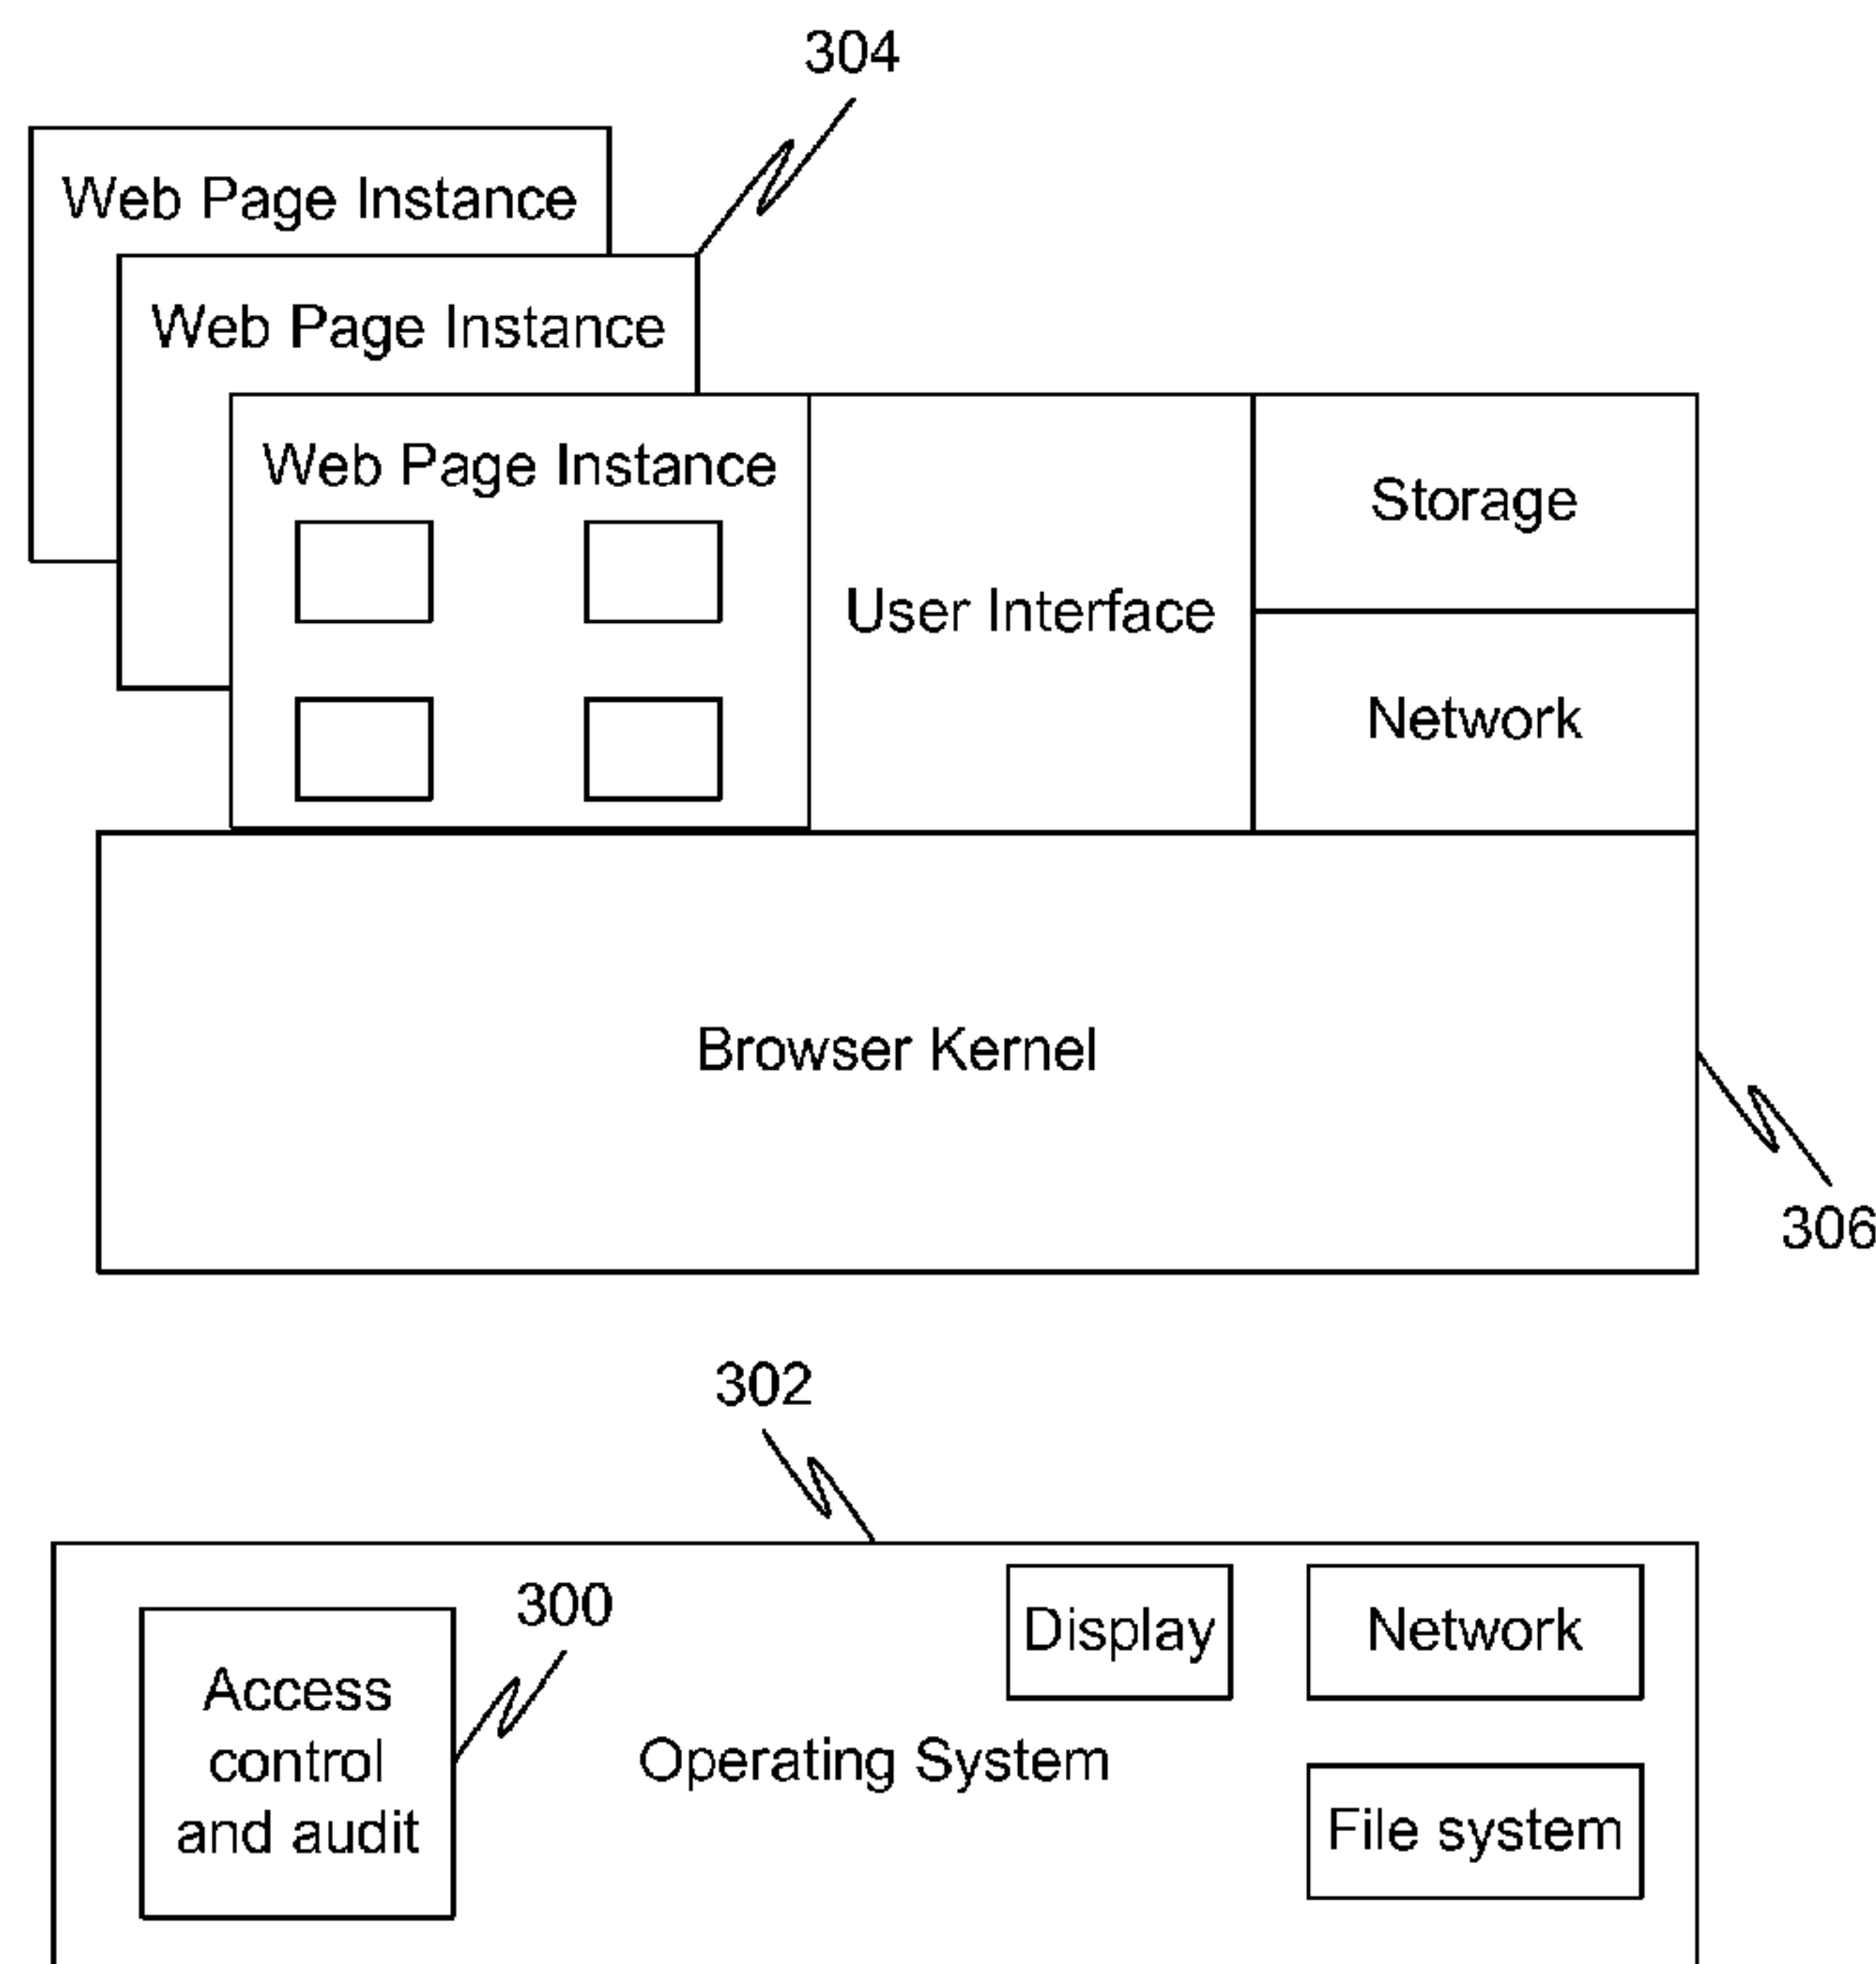 304
Web Page Instance
Web Page Instance
Web Page Instance
Storage
User Interface
Network
Browser Kernel
306
302
300
Display
Network
Access
control
and audit
Operating System
File system